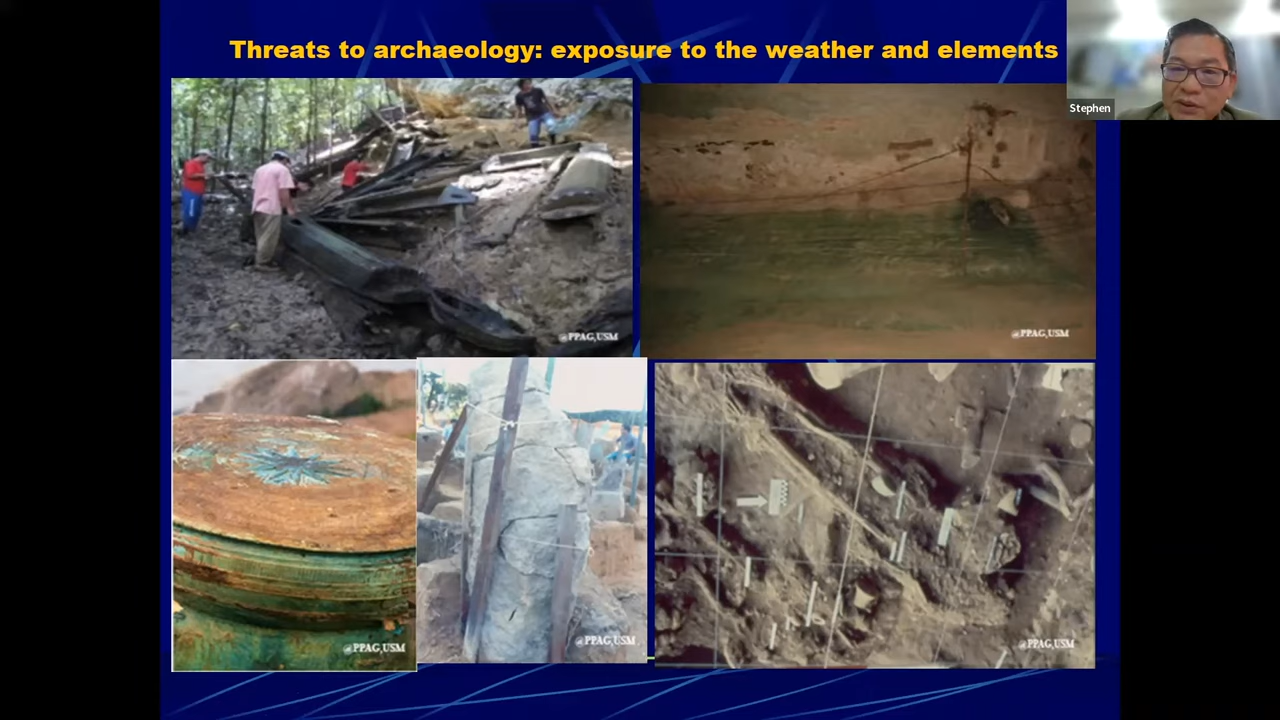 Threats to archaeology: exposure to the weather and elements
Stephen
@PPAG,USM
@PPAG,USM
@PPAG,USM
@PPAG,USM
@PPAG,USM